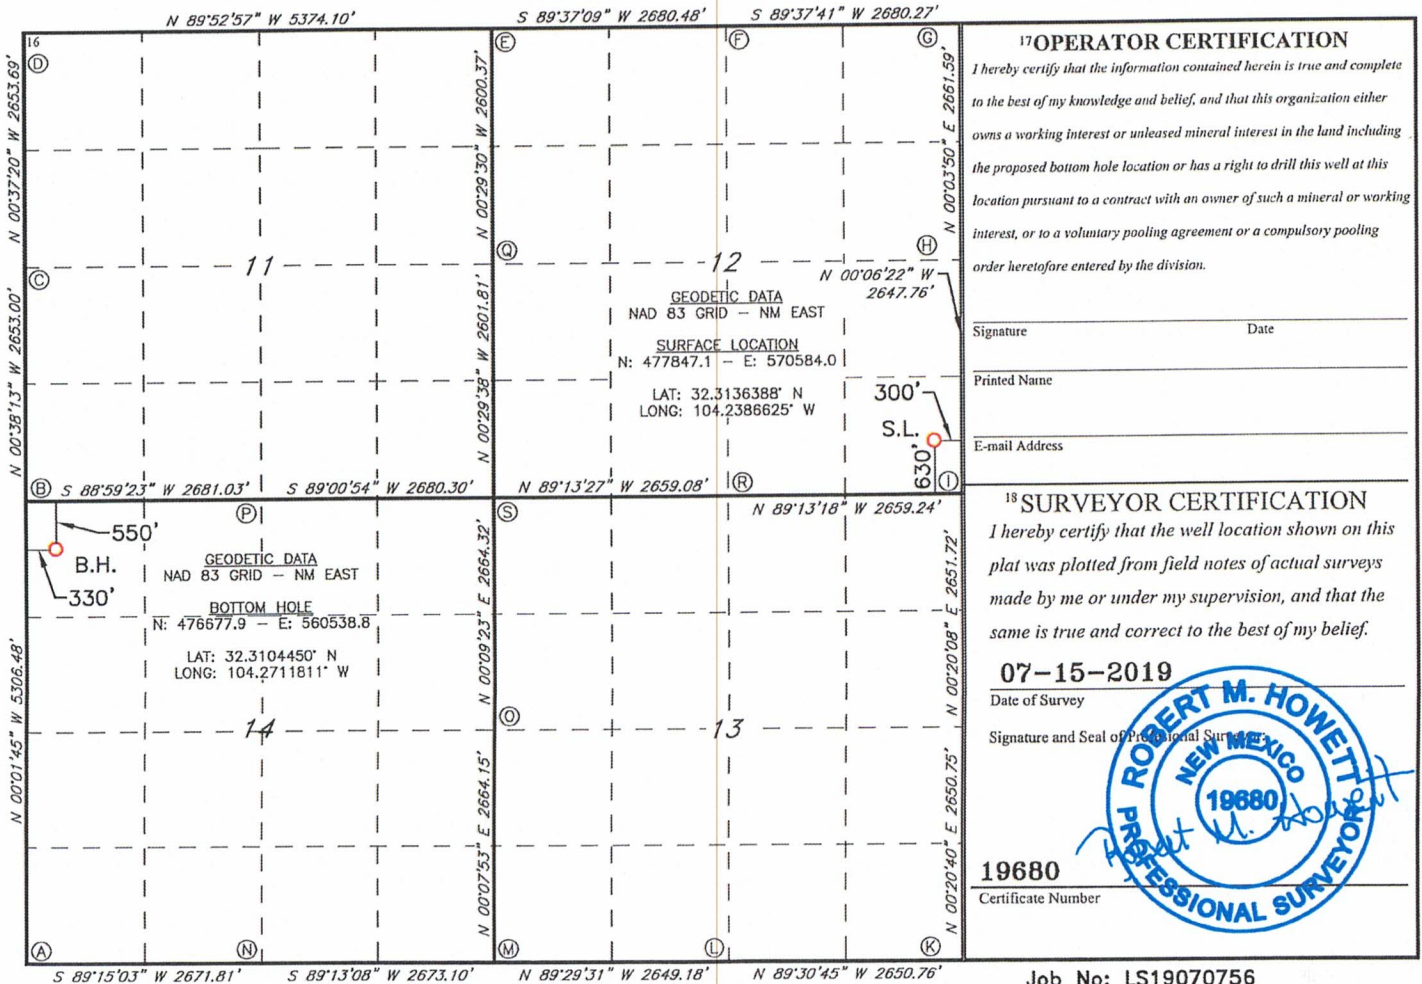 N 89°52'57" W 5374.10'
S 89°37'09" W 2680.48'
S 89°37'41" W 2680.27'
16
D
E
F
G
N 00°37'20" W 2653.69'
N 00°29'30" W 2600.37'
N 00°03'50" E 2661.59'
C
11
Q
12
H
N 00°06'22" W
2647.76'
GEODETIC DATA
NAD 83 GRID - NM EAST
SURFACE LOCATION
N: 477847.1 - E: 570584.0
LAT: 32.3136388° N
LONG: 104.2386625° W
N 00°38'13" W 2653.00'
N 00°29'38" W 2601.81'
300'
S.L.
630'
B
S 88°59'23" W 2681.03'
S 89°00'54" W 2680.30'
N 89°13'27" W 2659.08'
R
I
P
S
N 89°13'18" W 2659.24'
550'
B.H.
330'
GEODETIC DATA
NAD 83 GRID - NM EAST
BOTTOM HOLE
N: 476677.9 - E: 560538.8
LAT: 32.3104450° N
LONG: 104.2711811° W
N 00°01'45" W 5306.48'
N 00°09'23" E 2664.32'
N 00°20'08" E 2651.72'
14
O
13
N 00°07'53" E 2664.15'
N 00°20'40" E 2650.75'
A
N
M
L
K
S 89°15'03" W 2671.81'
S 89°13'08" W 2673.10'
N 89°29'31" W 2649.18'
N 89°30'45" W 2650.76'
17 OPERATOR CERTIFICATION
I hereby certify that the information contained herein is true and complete
to the best of my knowledge and belief, and that this organization either
owns a working interest or unleased mineral interest in the land including
the proposed bottom hole location or has a right to drill this well at this
location pursuant to a contract with an owner of such a mineral or working
interest, or to a voluntary pooling agreement or a compulsory pooling
order heretofore entered by the division.
Signature Date
Printed Name
E-mail Address
18 SURVEYOR CERTIFICATION
I hereby certify that the well location shown on this
plat was plotted from field notes of actual surveys
made by me or under my supervision, and that the
same is true and correct to the best of my belief.
07-15-2019
Date of Survey
Signature and Seal of Professional Surveyor:
ROBERT M. HOWETT
NEW MEXICO
19680
PROFESSIONAL SURVEYOR
Robert M. Howett
19680
Certificate Number
Job No: LS19070756